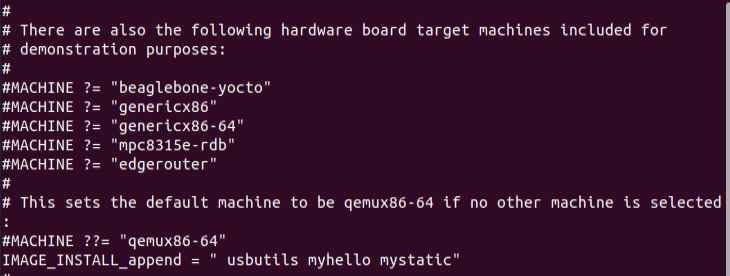 #
# There are also the following hardware board target machines included for
# demonstration purposes:
#
#MACHINE ?= "beaglebone-yocto"
#MACHINE ?= "genericx86"
#MACHINE ?= "genericx86-64"
#MACHINE ?= "mpc8315e-rdb"
#MACHINE ?= "edgerouter"
#
# This sets the default machine to be qemux86-64 if no other machine is selected
:
#MACHINE ??= "qemux86-64"
IMAGE_INSTALL_append = " usbutils myhello mystatic"
#